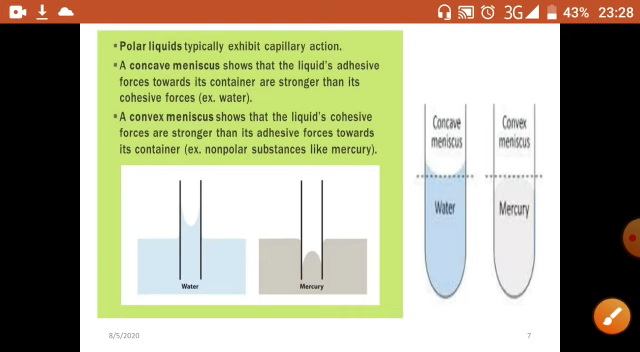 3G 43% 23:28
▪Polar liquids typically exhibit capillary action.
▪A concave meniscus shows that the liquid's adhesive
forces towards its container are stronger than its
cohesive forces (ex. water).
▪A convex meniscus shows that the liquid's cohesive
forces are stronger than its adhesive forces towards
its container (ex. nonpolar substances like mercury).
Water
Mercury
Concave
meniscus
Water
Convex
meniscus
Mercury
8/5/2020
7